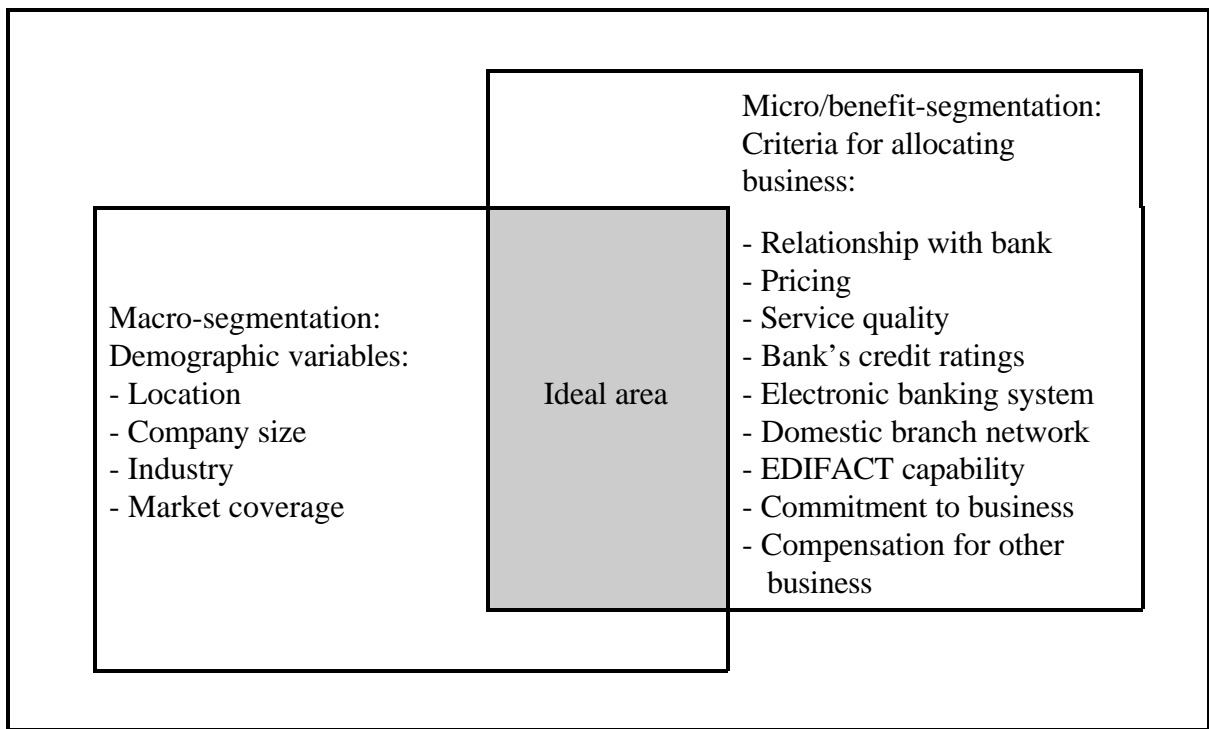 Micro/benefit-segmentation:
Criteria for allocating
business:
- Relationship with bank
- Pricing
- Service quality
- Bank’s credit ratings
- Electronic banking system
- Domestic branch network
- EDIFACT capability
- Commitment to business
- Compensation for other
business
Macro-segmentation:
Demographic variables:
- Location
- Company size
- Industry
- Market coverage
Ideal area